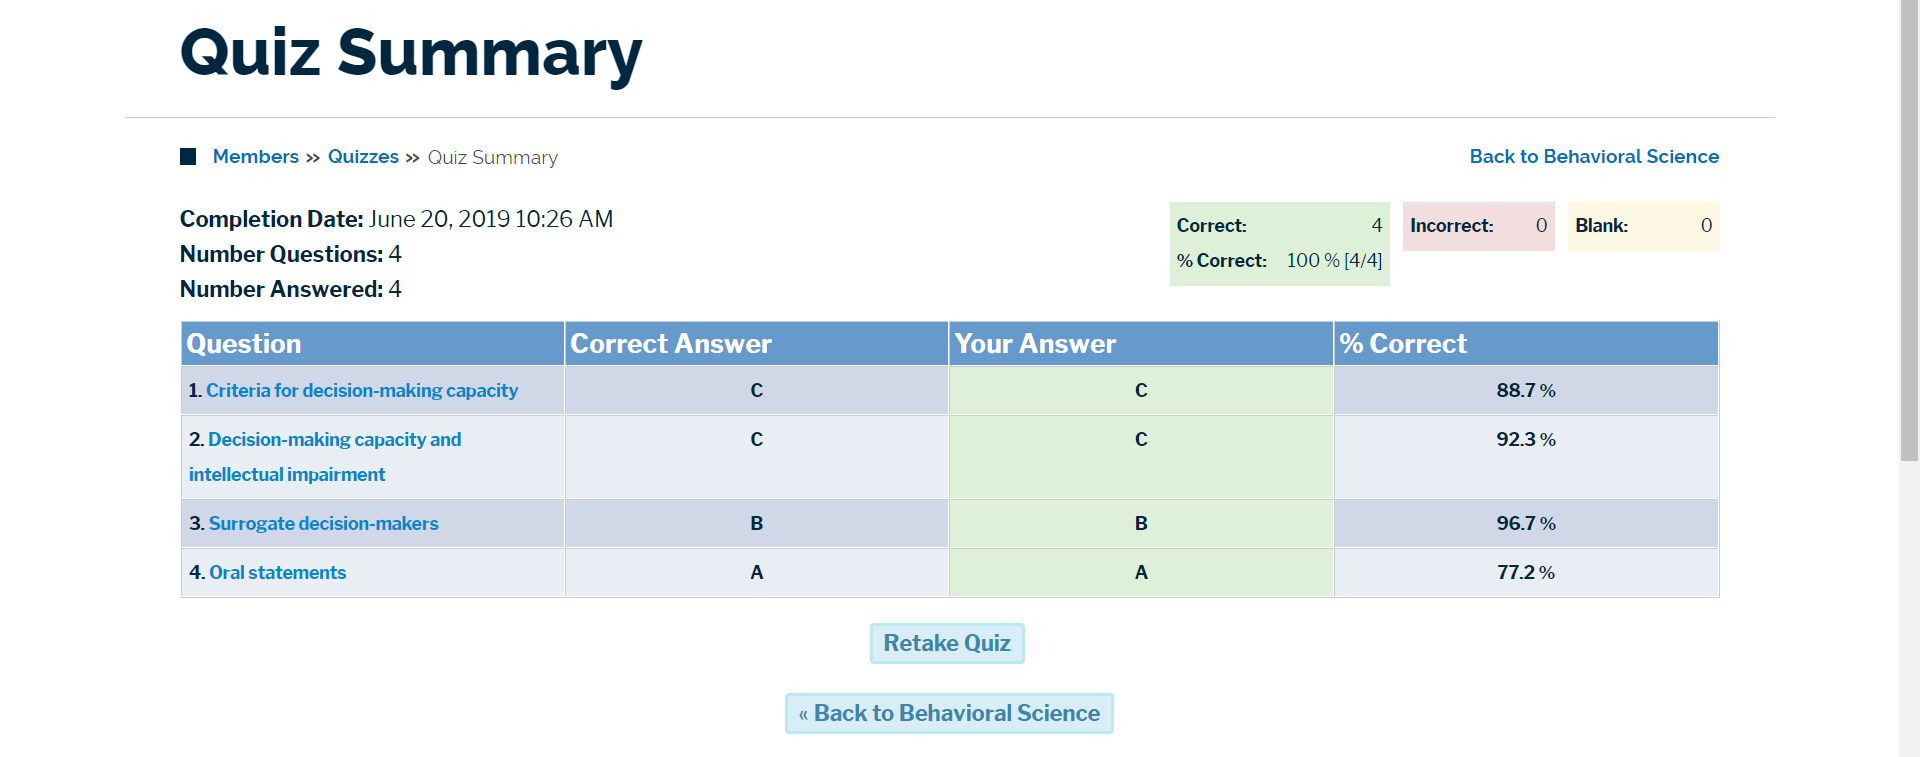 Quiz Summary
Members » Quizzes » Quiz Summary
Back to Behavioral Science
Completion Date: June 20, 2019 10:26 AM
Number Questions: 4
Number Answered: 4
Correct: 4
% Correct: 100 % [4/4]
Incorrect: 0
Blank: 0
Question Correct Answer Your Answer % Correct
1. Criteria for decision-making capacity C C 88.7 %
2. Decision-making capacity and C C 92.3 %
intellectual impairment
3. Surrogate decision-makers B B 96.7 %
4. Oral statements A A 77.2 %
Retake Quiz
« Back to Behavioral Science